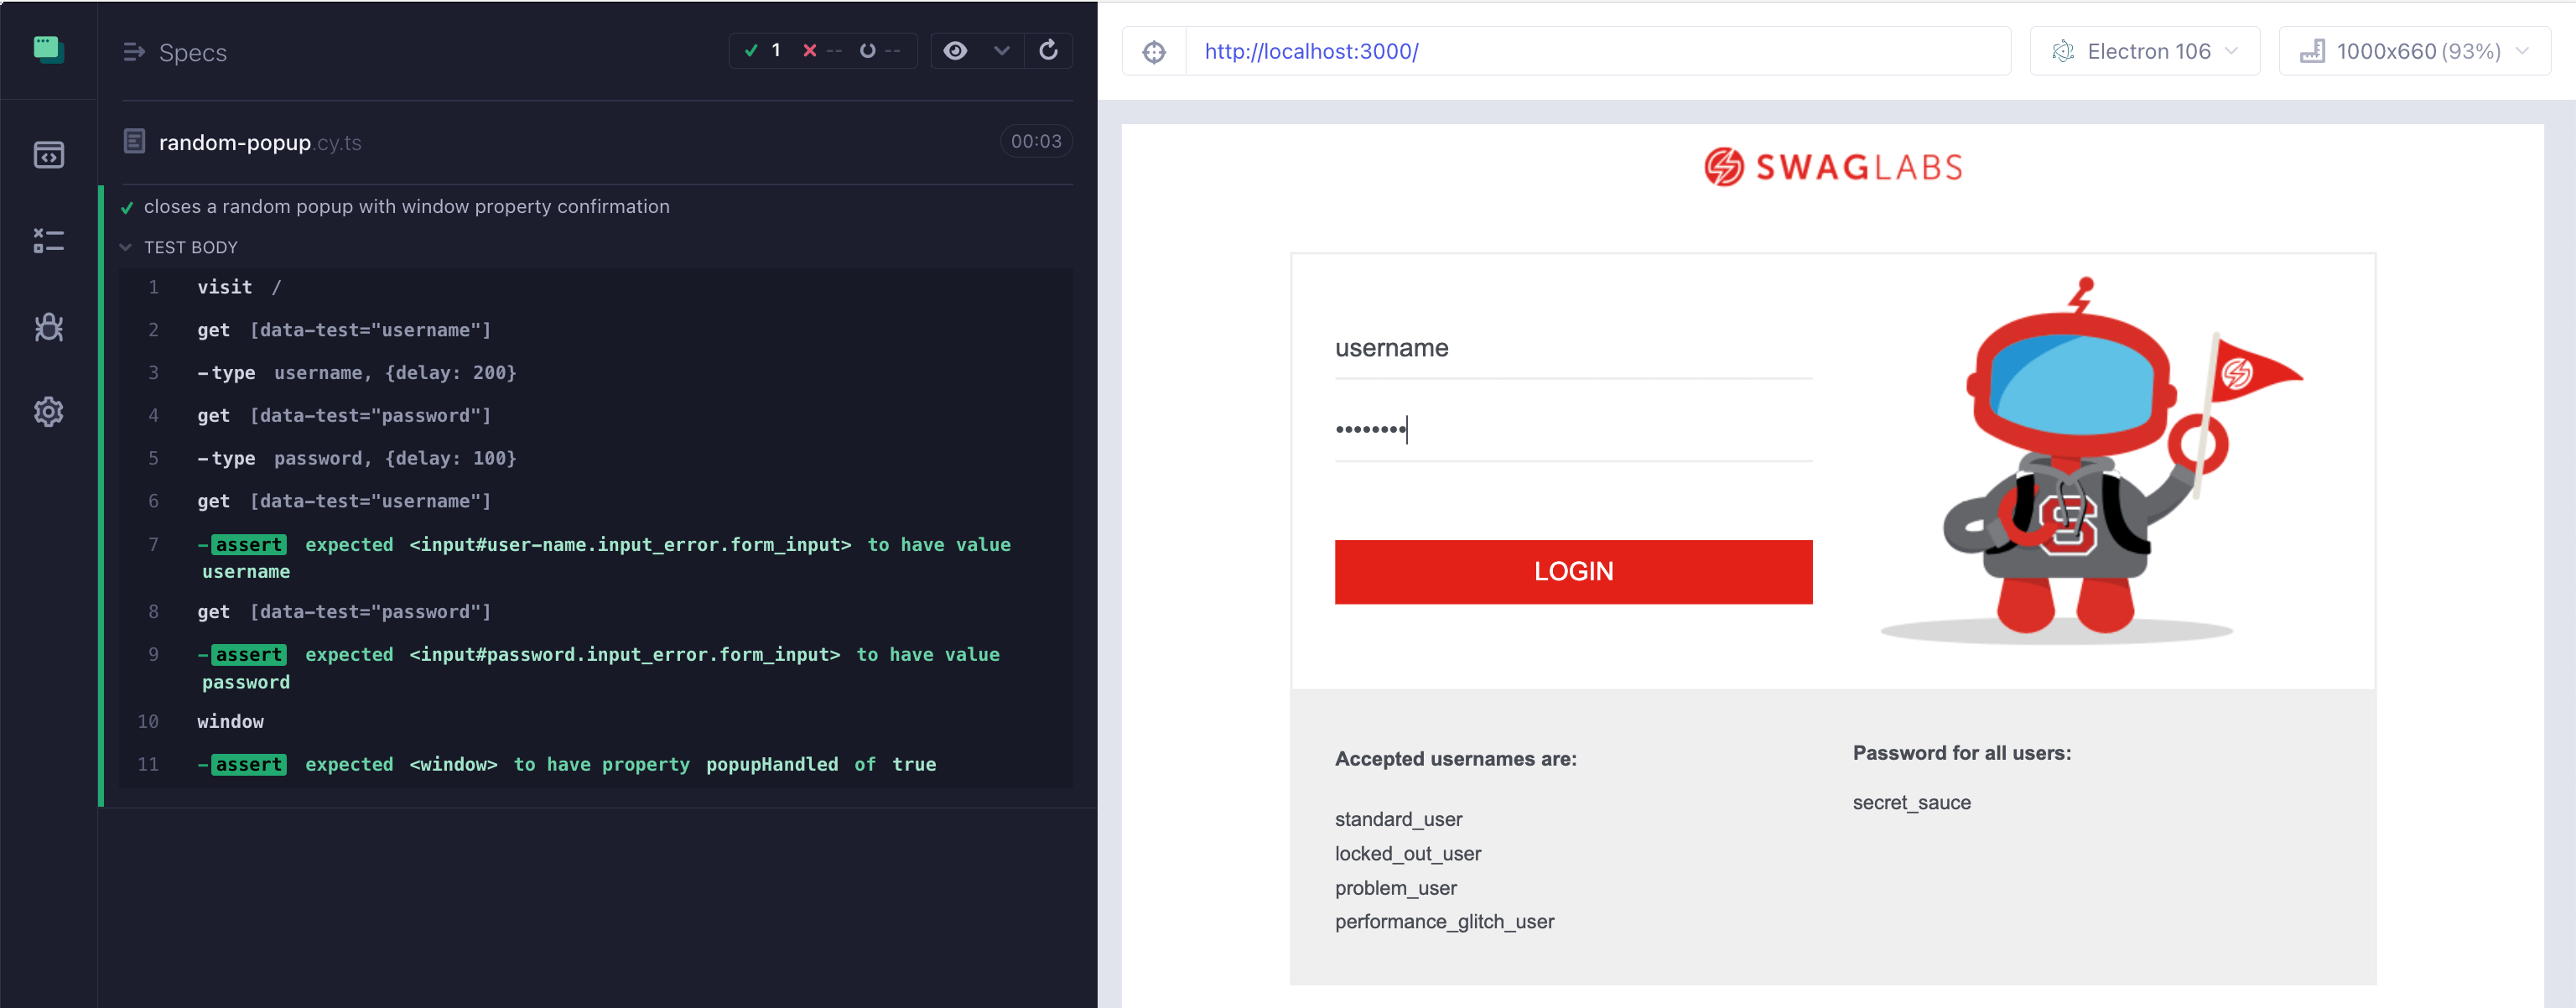 Specs
1 -- --
random-popup.cy.ts
00:03
closes a random popup with window property confirmation
TEST BODY
1 visit /
2 get [data-test="username"]
3 -type username, {delay: 200}
4 get [data-test="password"]
5 -type password, {delay: 100}
6 get [data-test="username"]
7 -assert expected <input#user-name.input_error.form_input> to have value
username
8 get [data-test="password"]
9 -assert expected <input#password.input_error.form_input> to have value
password
10 window
11 -assert expected <window> to have property popupHandled of true
http://localhost:3000/
Electron 106
1000x660 (93%)
SWAGLABS
username
••••••••
LOGIN
S
Accepted usernames are:
standard_user
locked_out_user
problem_user
performance_glitch_user
Password for all users:
secret_sauce